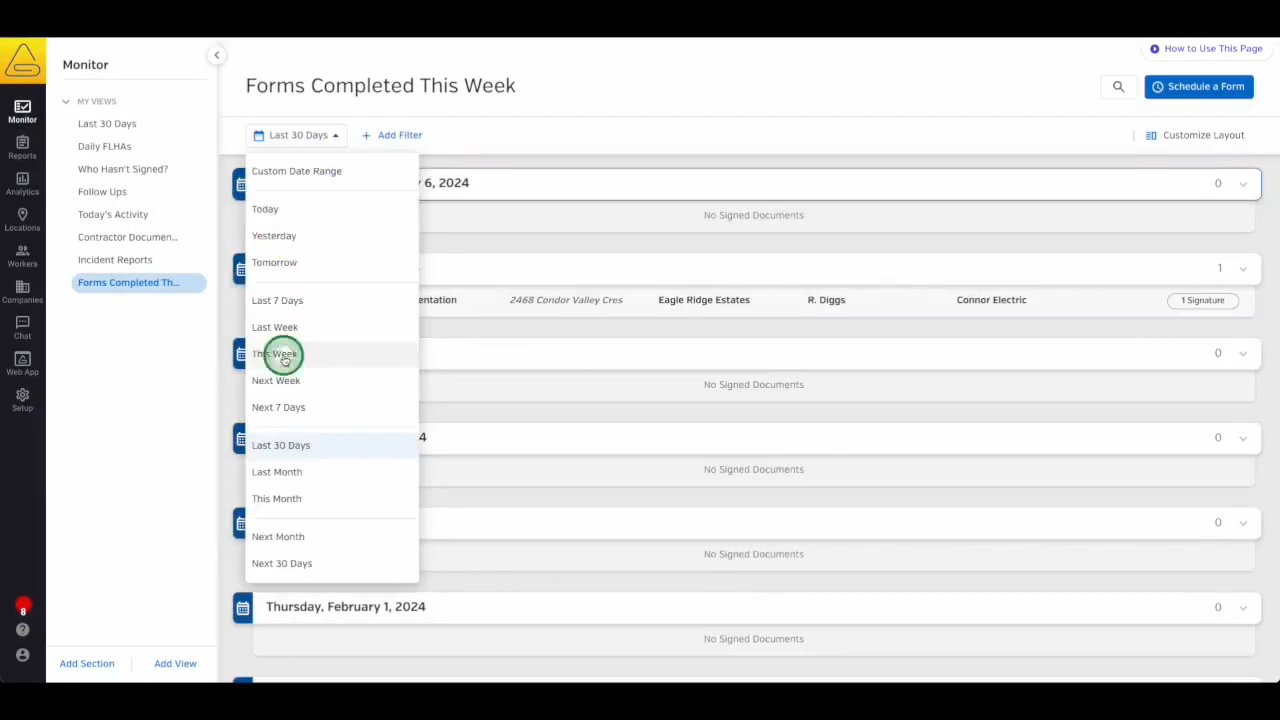 How to Use This Page
Monitor
Forms Completed This Week
Schedule a Form
MY VIEWS
Last 30 Days
Daily FLHAs
Who Hasn't Signed?
Follow Ups
Today's Activity
Contractor Documen...
Incident Reports
Forms Completed Th...
Add Section
Add View
Monitor
Reports
Analytics
Locations
Workers
Companies
Chat
Web App
Setup
8
Last 30 Days
Add Filter
Customize Layout
Custom Date Range
Today
Yesterday
Tomorrow
Last 7 Days
Last Week
This Week
Next Week
Next 7 Days
Last 30 Days
Last Month
This Month
Next Month
Next 30 Days
6, 2024 0
No Signed Documents
1
entation 2468 Condor Valley Cres Eagle Ridge Estates R. Diggs Connor Electric 1 Signature
0
No Signed Documents
4 0
No Signed Documents
0
No Signed Documents
Thursday, February 1, 2024 0
No Signed Documents